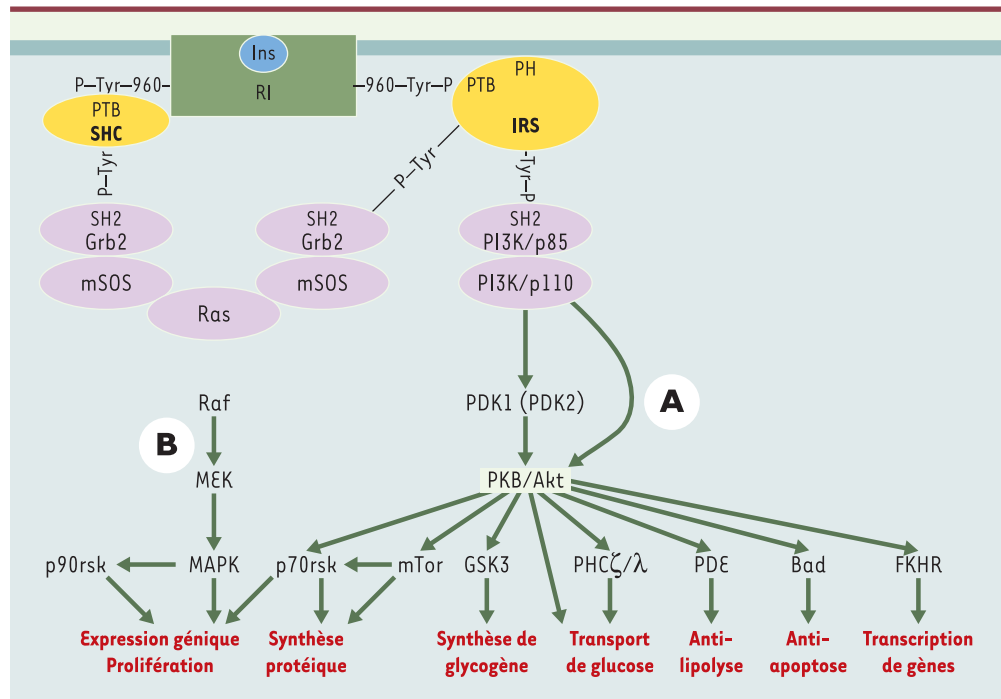 Ins
RI
P–Tyr–960–
–960–Tyr–P
PTB
SHC
PH
PTB
IRS
P–Tyr
P–Tyr
Tyr–P
SH2
Grb2
SH2
Grb2
SH2
PI3K/p85
mSOS
mSOS
PI3K/p110
Ras
A
Raf
PDK1 (PDK2)
B
MEK
PKB/Akt
p90rsk
MAPK
p70rsk
mTor
GSK3
PHCζ/λ
PDE
Bad
FKHR
Expression génique
Prolifération
Synthèse
protéique
Synthèse de
glycogène
Transport
de glucose
Anti-
lipolyse
Anti-
apoptose
Transcription
de gènes